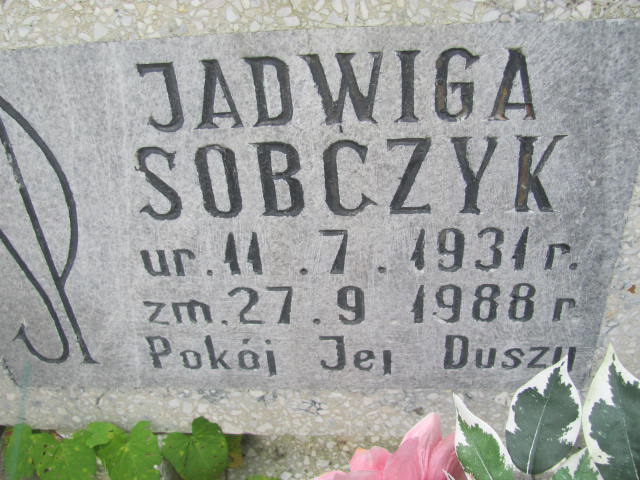 JADWIGA
SOBCZYK
ur. 11 . 7 . 1931 r.
zm. 27 . 9 . 1988 r
Pokój Jej Duszy